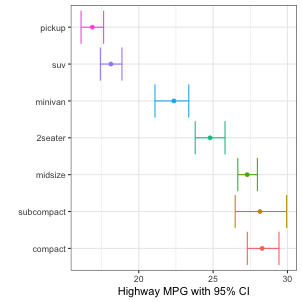 pickup
suv
minivan
2seater
midsize
subcompact
compact
20 25 30
Highway MPG with 95% CI